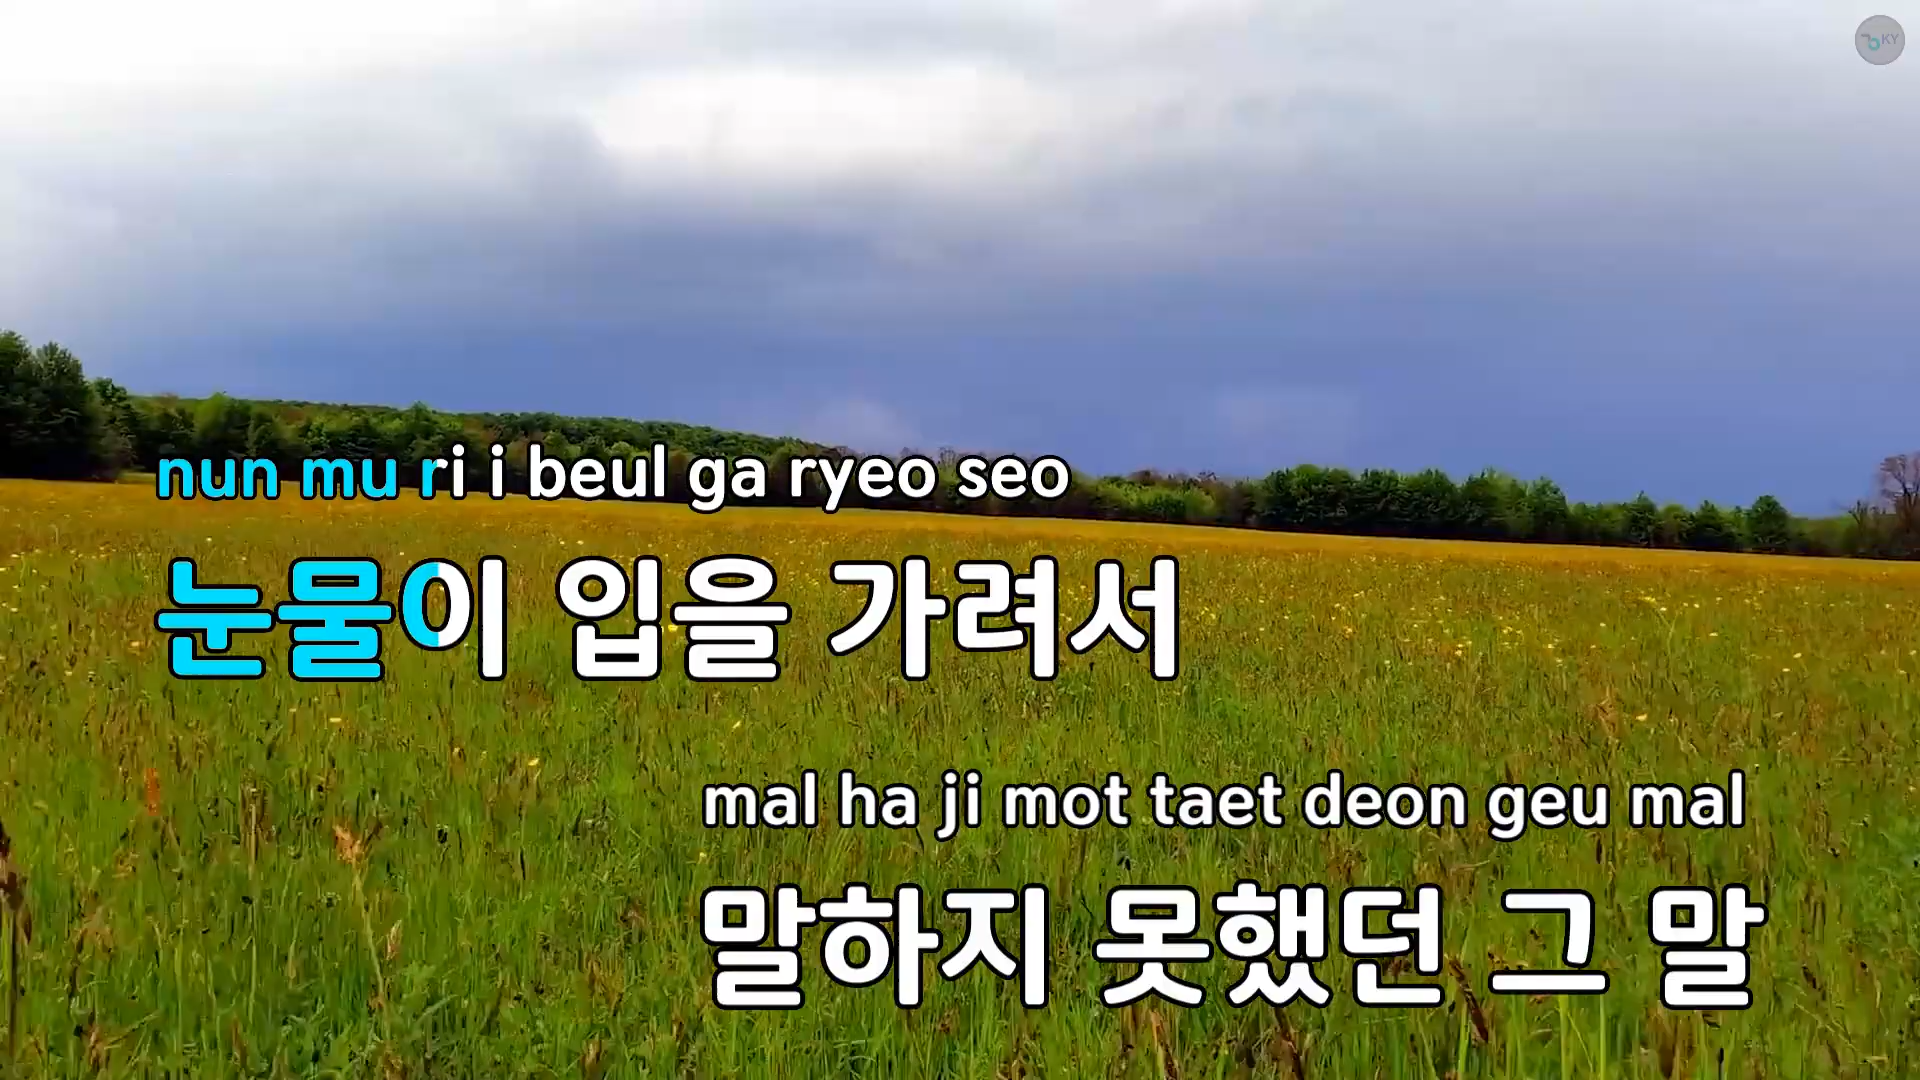 KY
nun mu ri i beul ga ryeo seo
눈물이 입을 가려서
mal ha ji mot taet deon geu mal
말하지 못했던 그 말